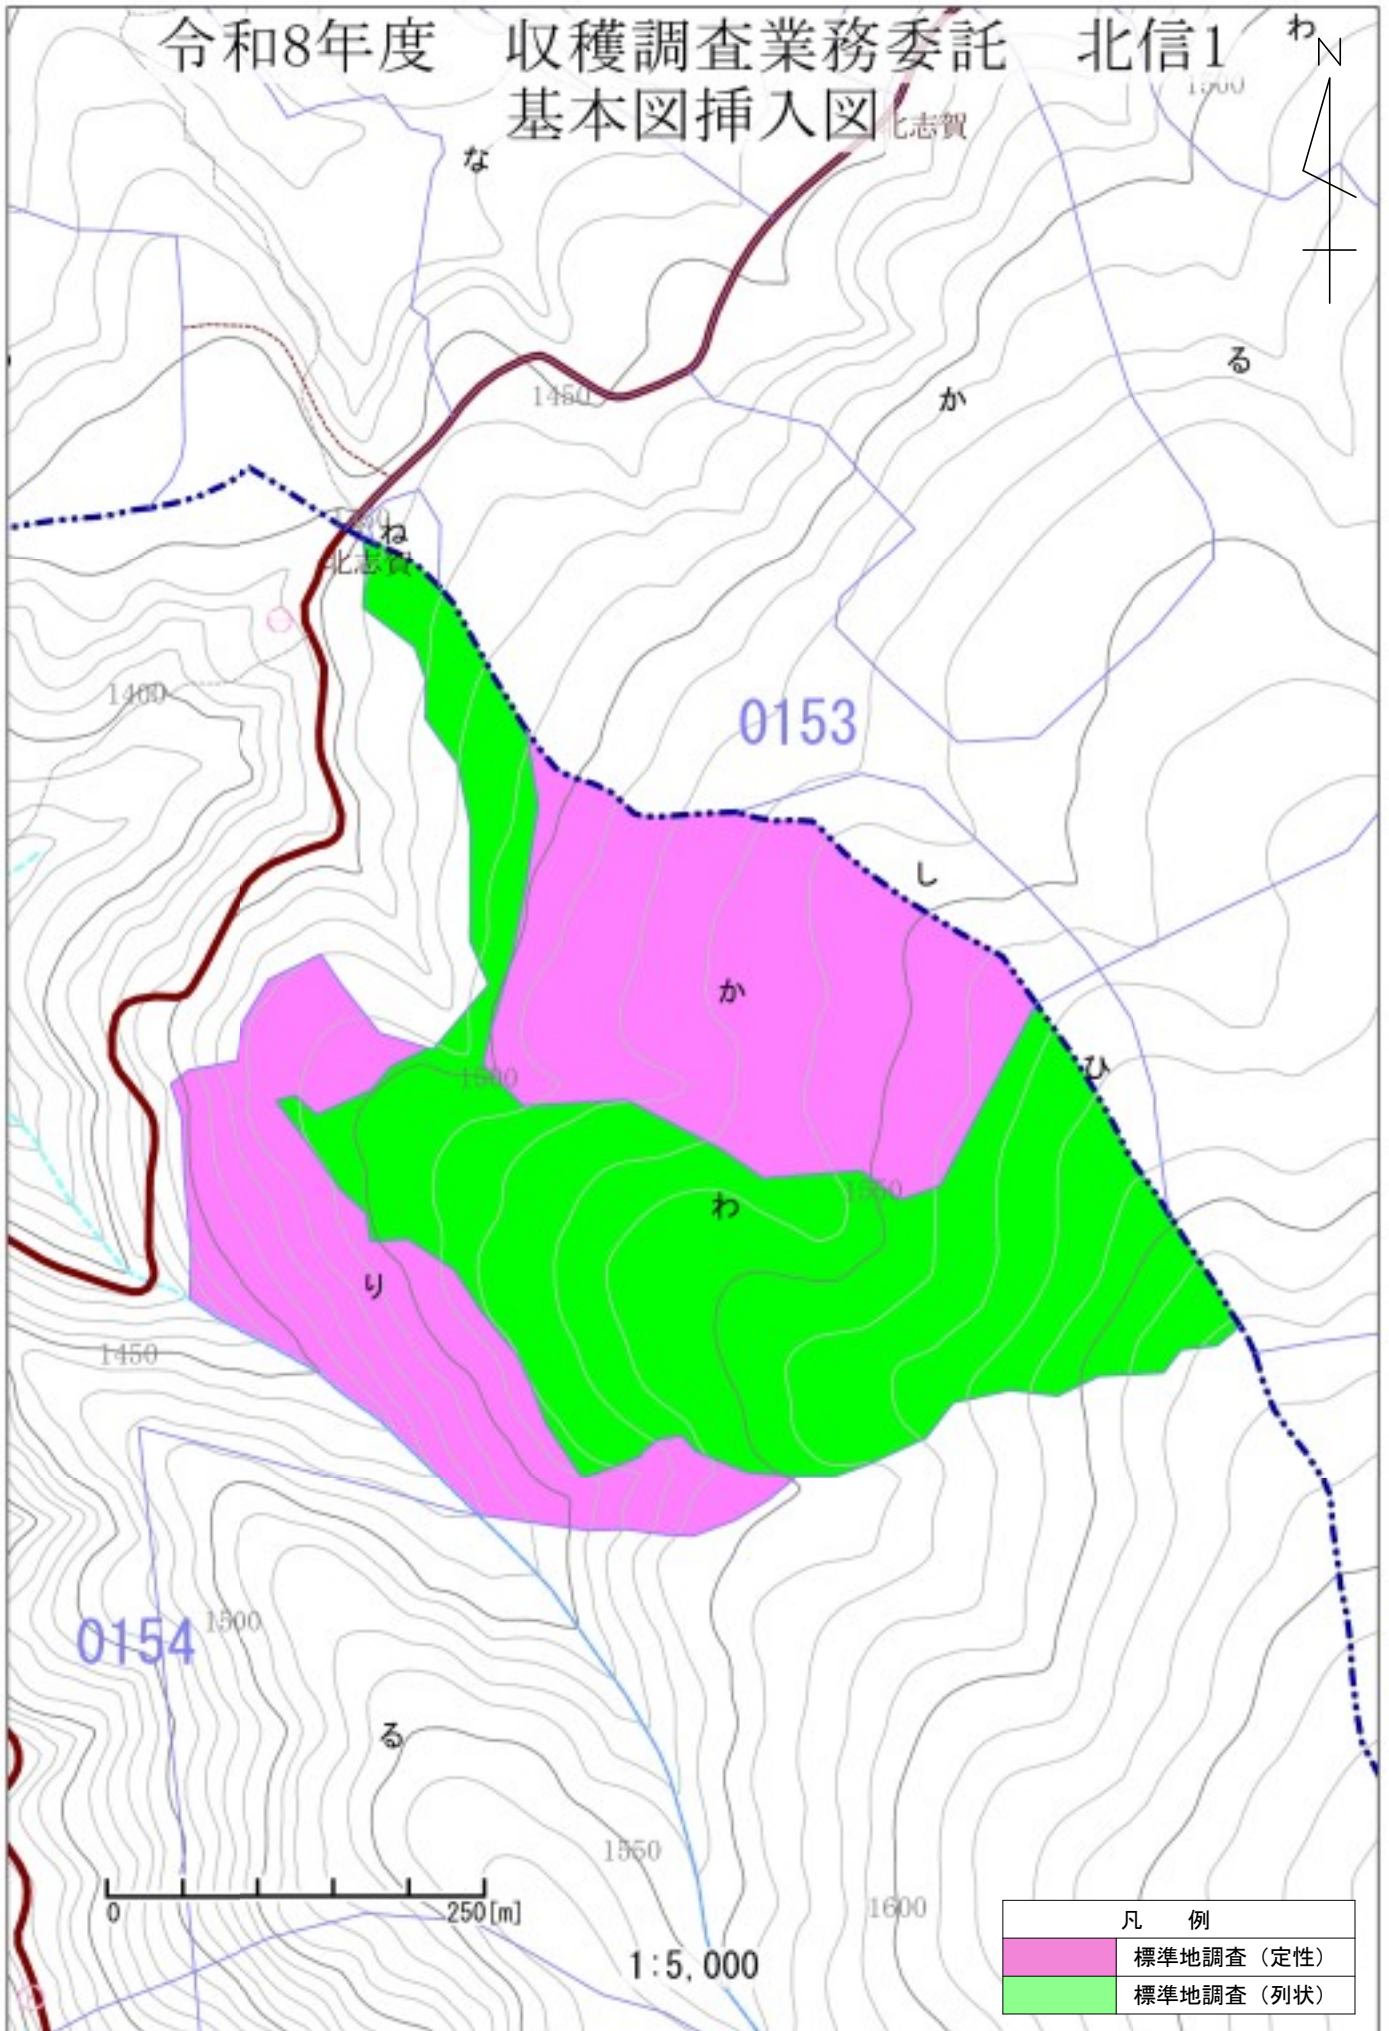 令和8年度　収穫調査業務委託　北信1
基本図挿入図
わ
N
1500
北志賀
な
る
か
1450
ね
北志賀
1400
0153
し
か
ひ
1500
1550
わ
り
1450
0154
1500
る
1550
1600
0 250[m]
1:5,000
凡　例
標準地調査（定性）
標準地調査（列状）